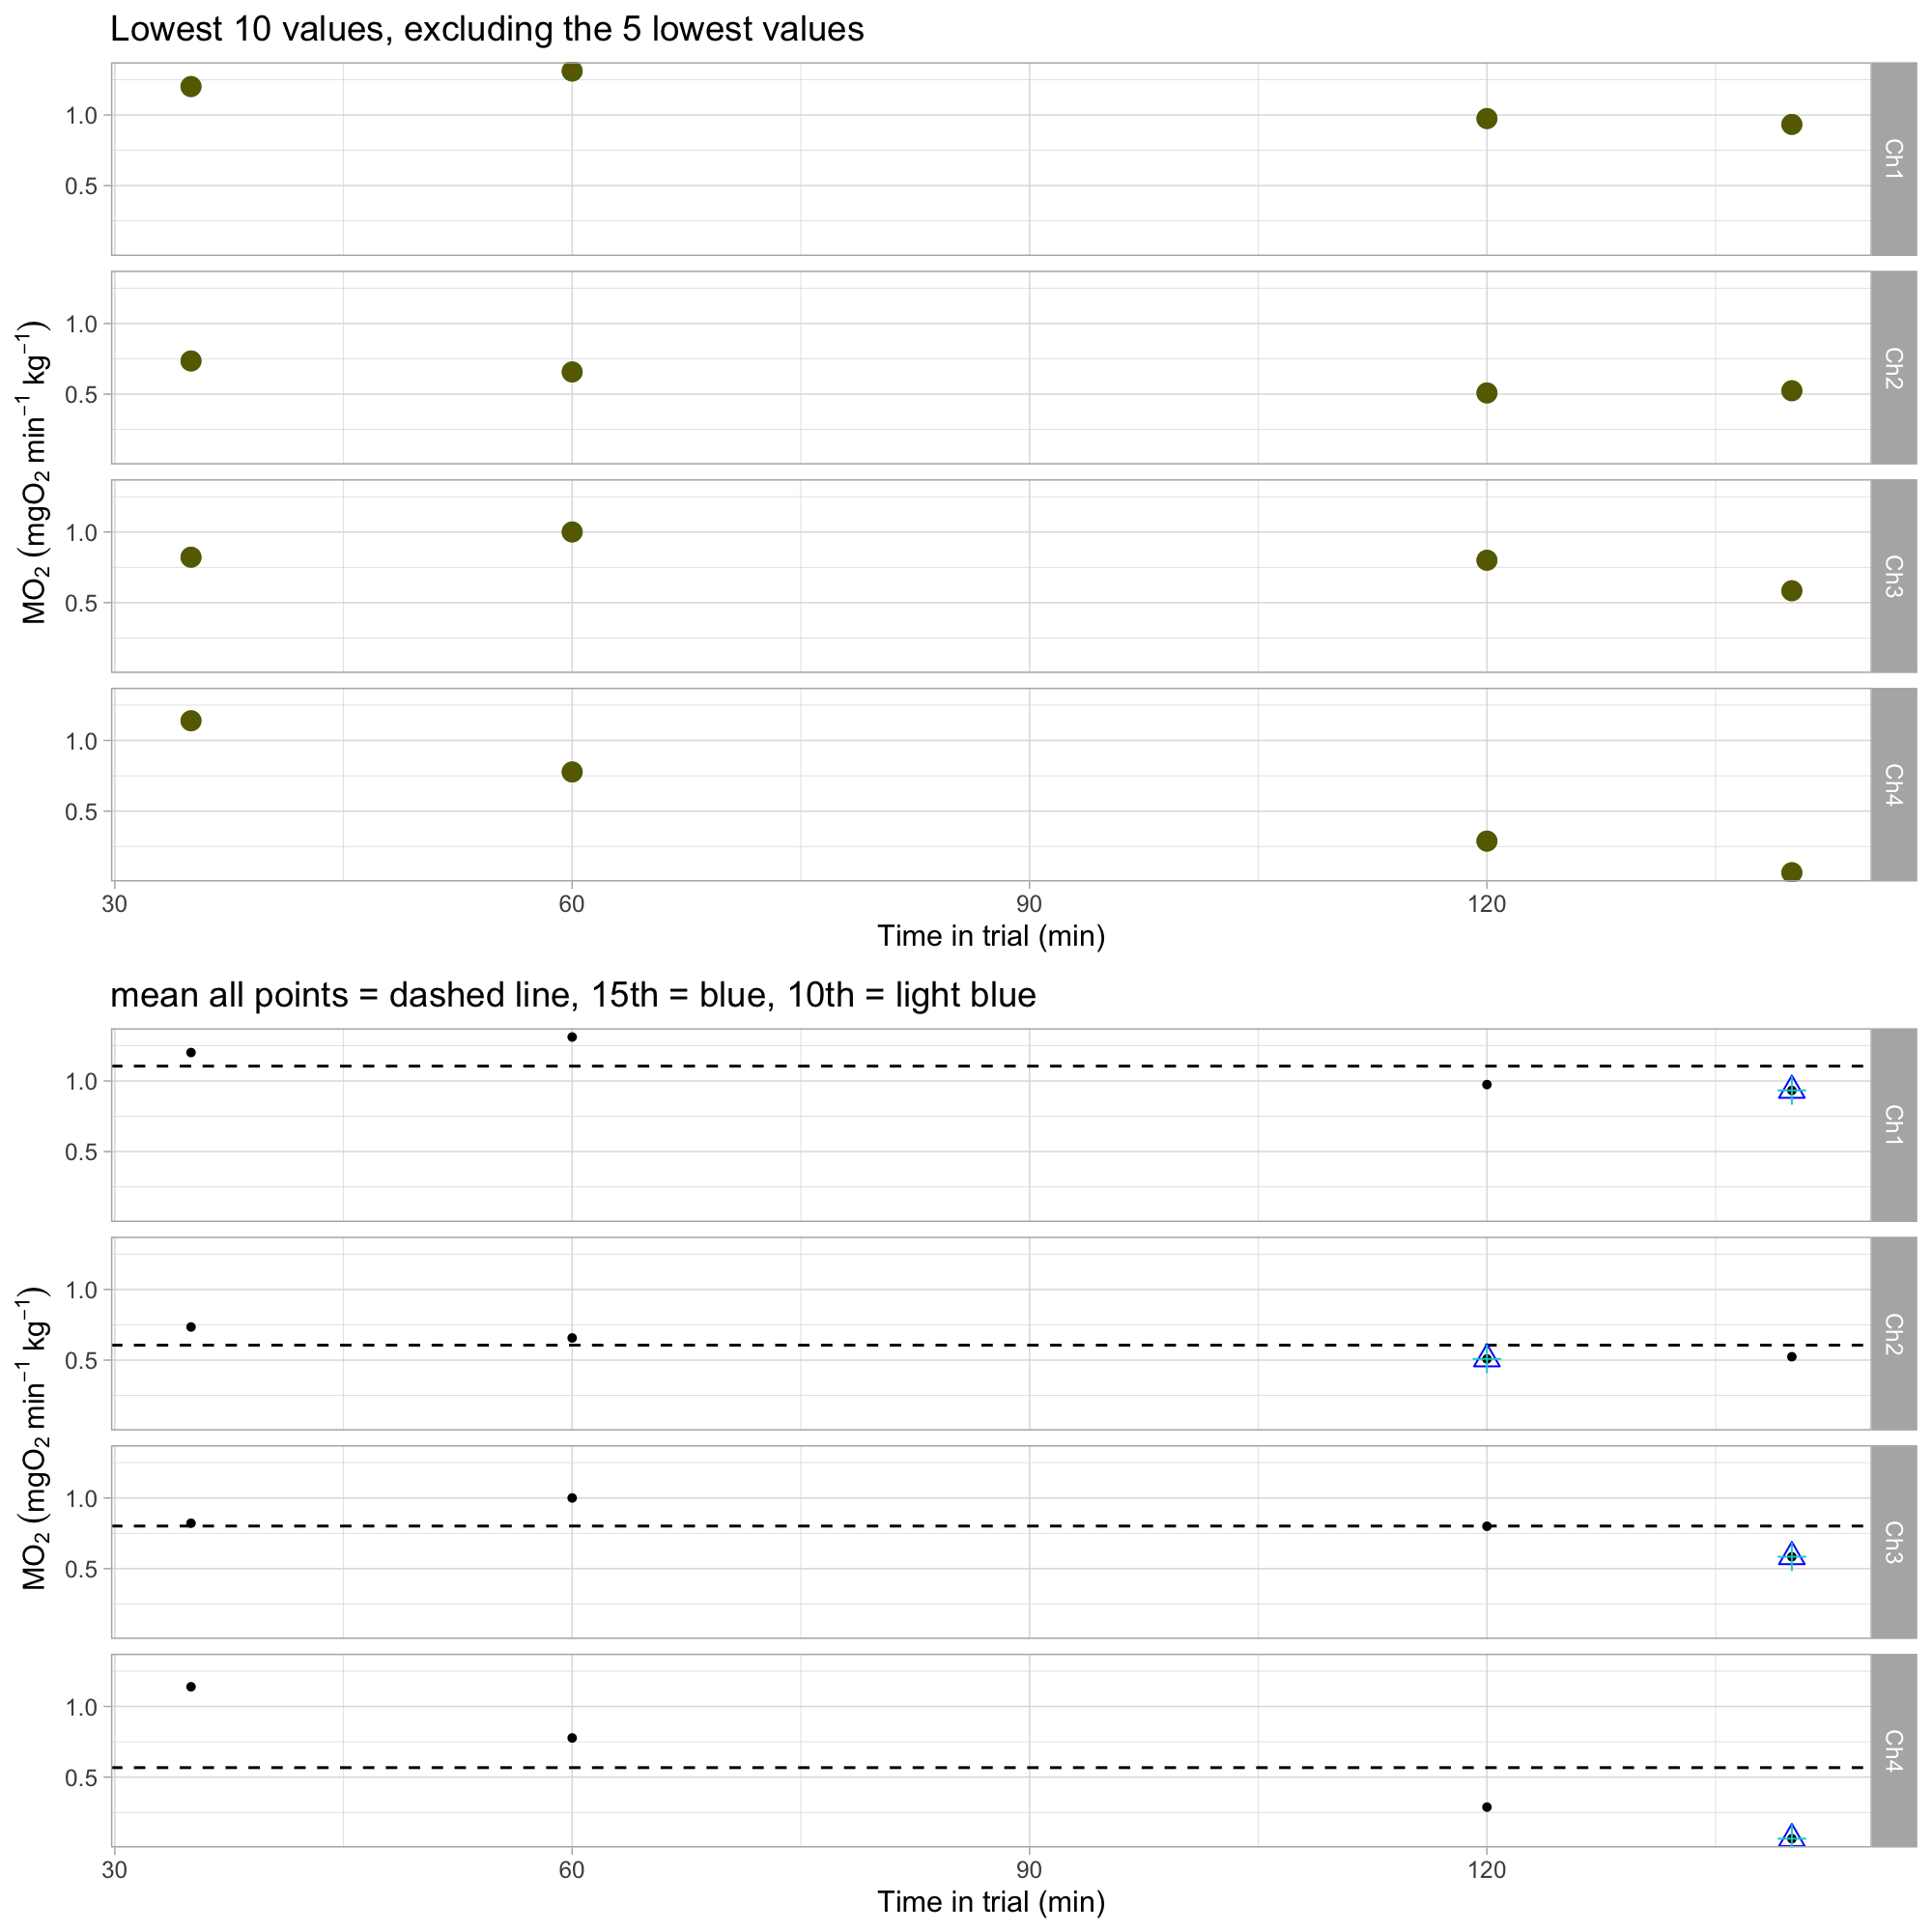 Lowest 10 values, excluding the 5 lowest values
MO₂ (mgO₂ min⁻¹ kg⁻¹)
1.0
0.5
Ch1
1.0
0.5
Ch2
1.0
0.5
Ch3
1.0
0.5
Ch4
30 60 90 120
Time in trial (min)
mean all points = dashed line, 15th = blue, 10th = light blue
MO₂ (mgO₂ min⁻¹ kg⁻¹)
1.0
0.5
Ch1
1.0
0.5
Ch2
1.0
0.5
Ch3
1.0
0.5
Ch4
30 60 90 120
Time in trial (min)